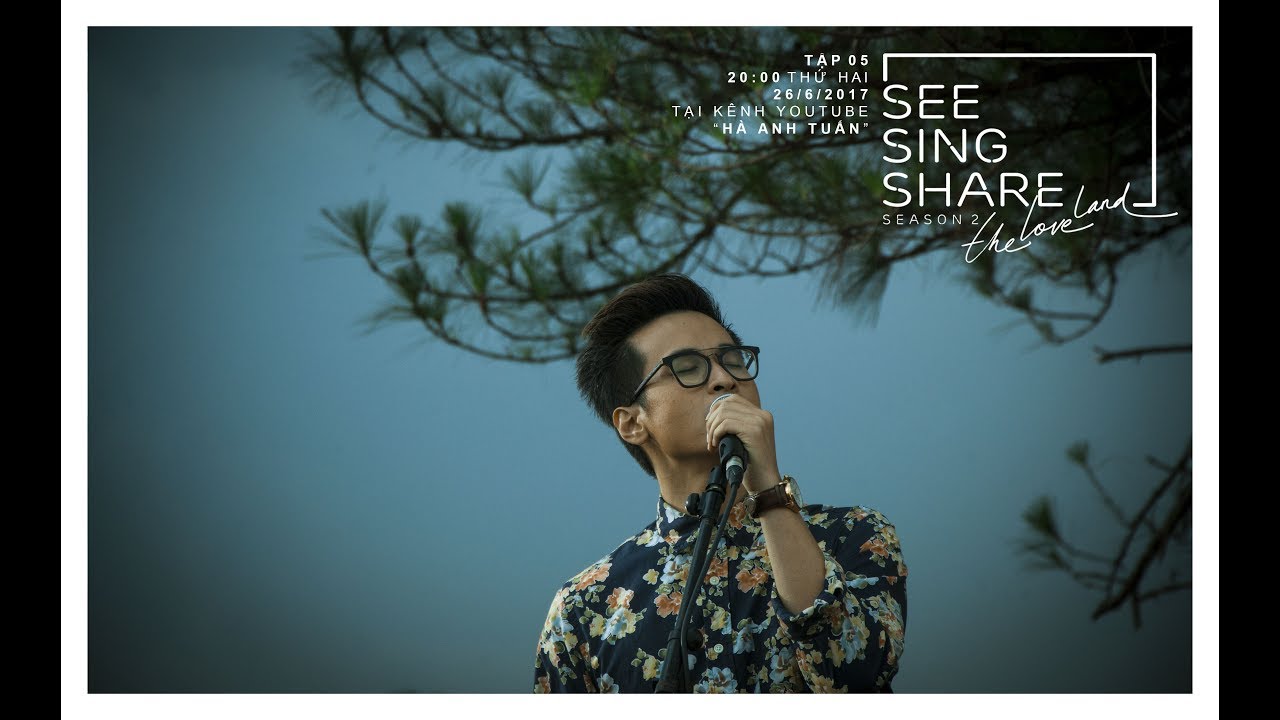 TẬP 05
20:00 THỨ HAI
26/6/2017
TẠI KÊNH YOUTUBE
“HÀ ANH TUẤN”
SEE
SING
SHARE
SEASON 2
the love land